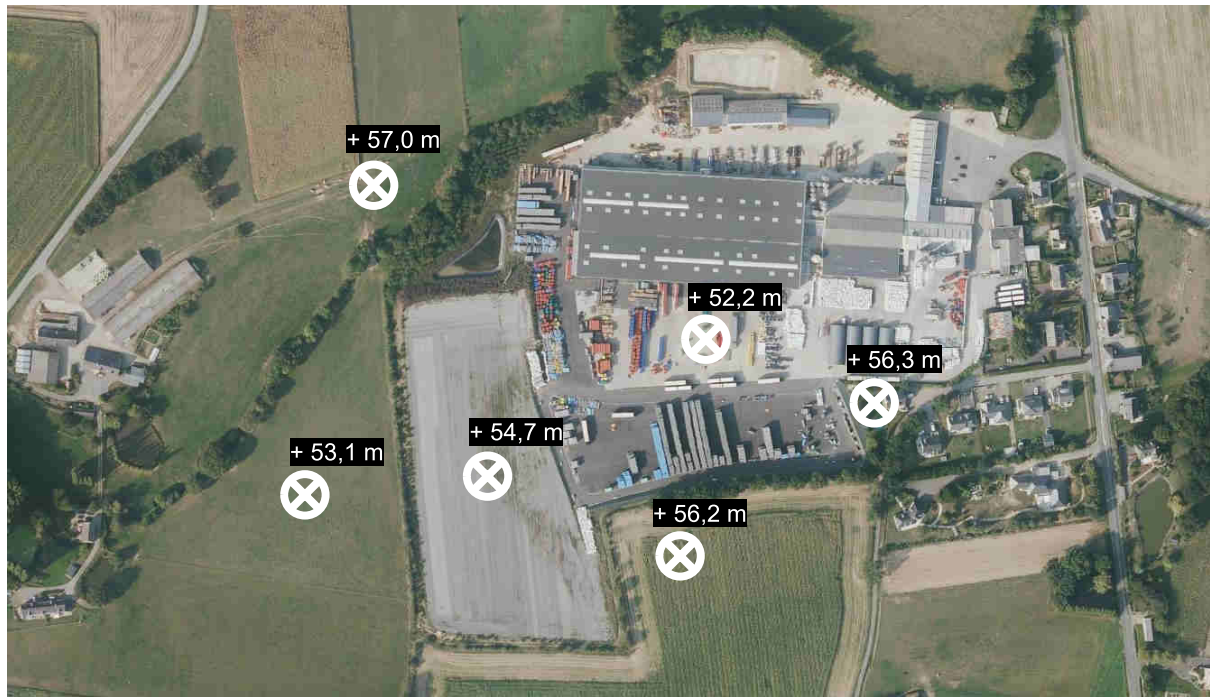 + 57,0 m
+ 52,2 m
+ 56,3 m
+ 54,7 m
+ 53,1 m
+ 56,2 m